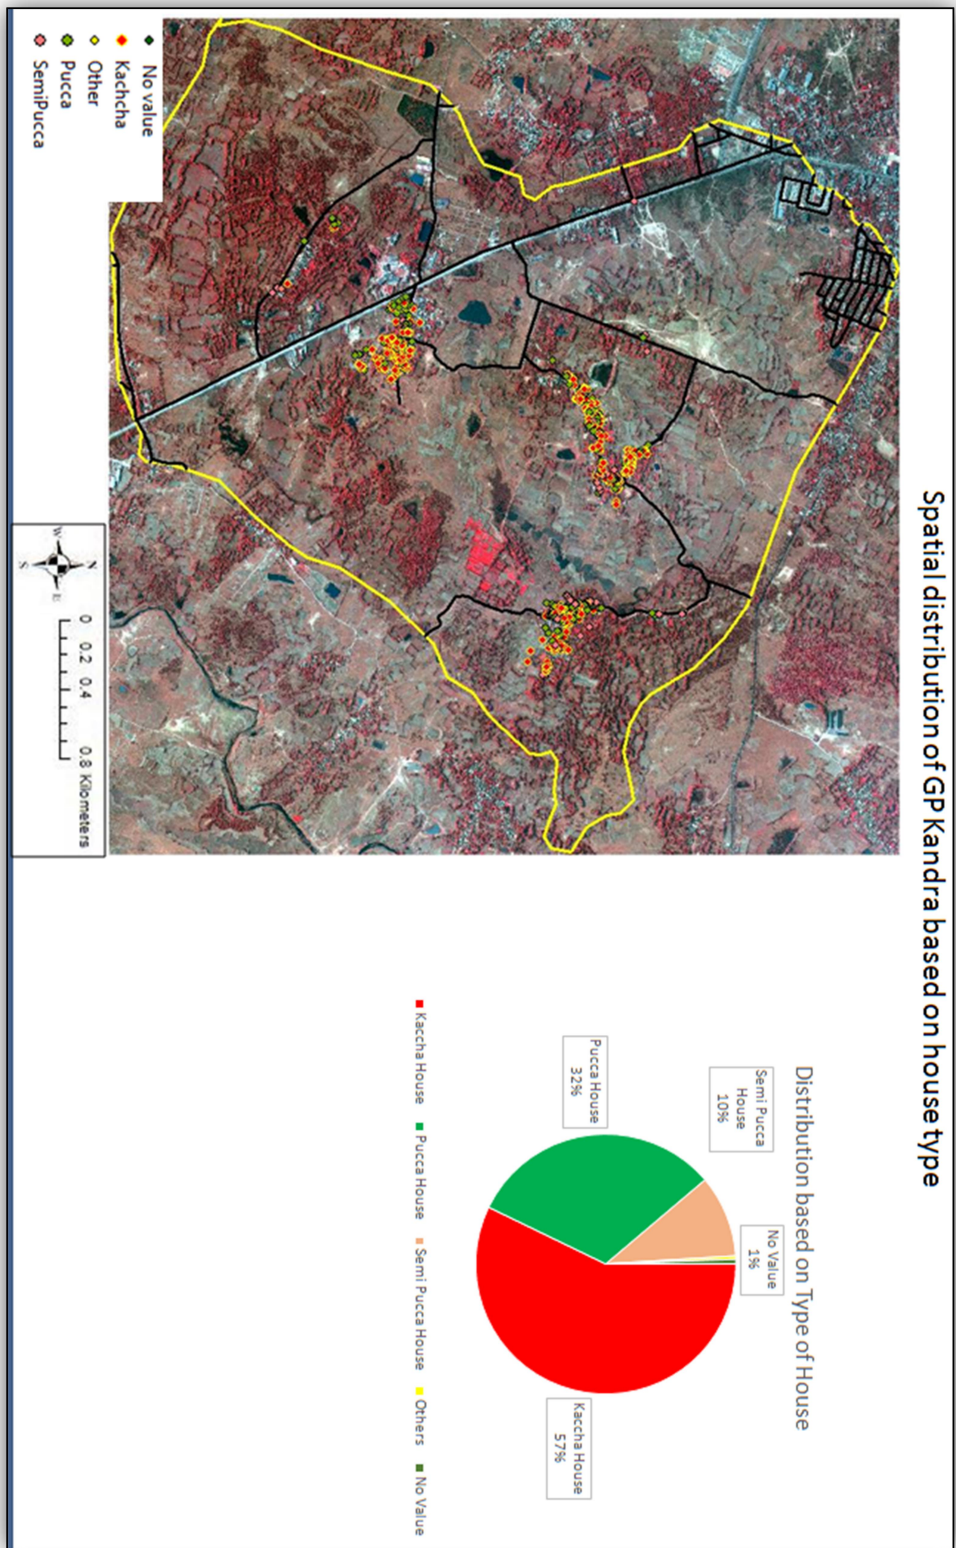 Spatial distribution of GP Kandra based on house type
No value
Kachcha
Other
Pucca
SemiPucca
N
W
E
S
0 0.2 0.4 0.8 Kilometers
Distribution based on Type of House
Semi Pucca
House
10%
No Value
1%
Pucca House
32%
Kaccha House
57%
Kaccha House Pucca House Semi Pucca House Others No Value